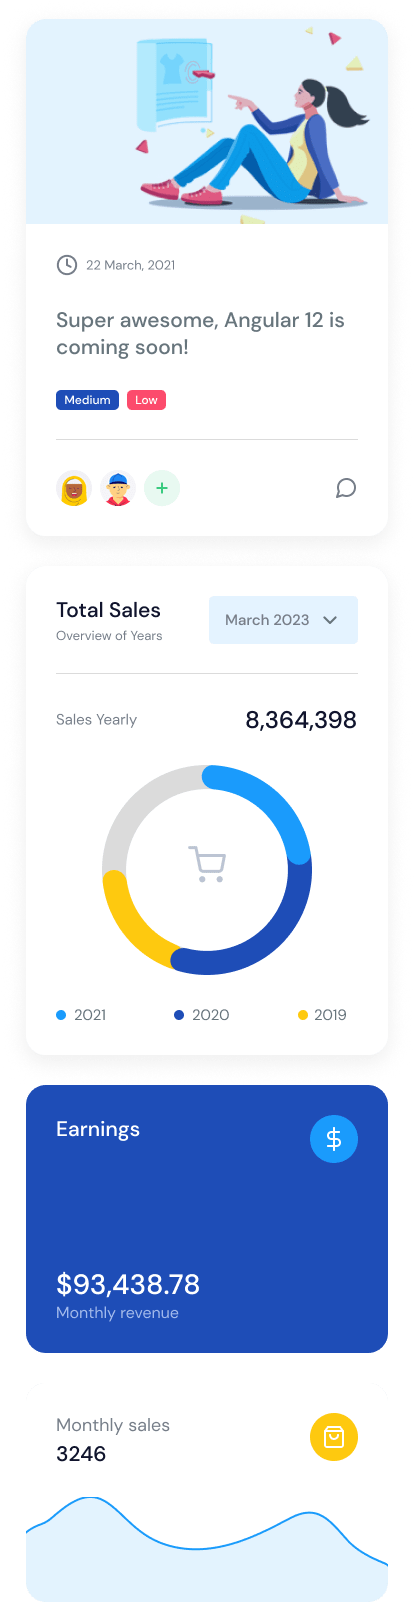 22 March, 2021
Super awesome, Angular 12 is
coming soon!
Medium Low
+
Total Sales
Overview of Years
March 2023
Sales Yearly
8,364,398
2021 2020 2019
Earnings
$
$93,438.78
Monthly revenue
Monthly sales
3246